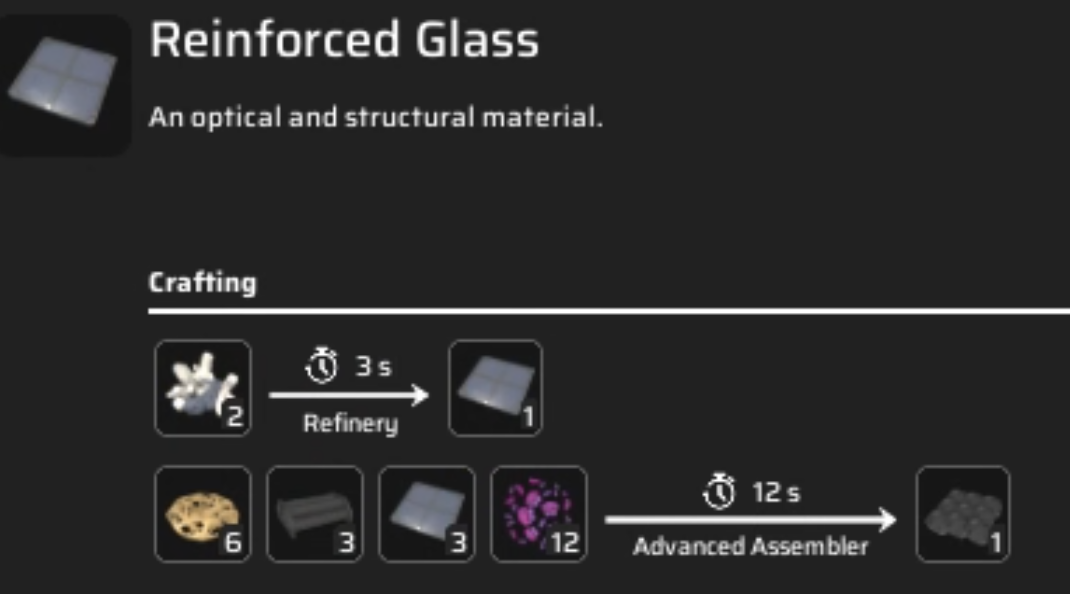 Reinforced Glass
An optical and structural material.
Crafting
2 3 s Refinery 1
6 3 3 12 12 s Advanced Assembler 1